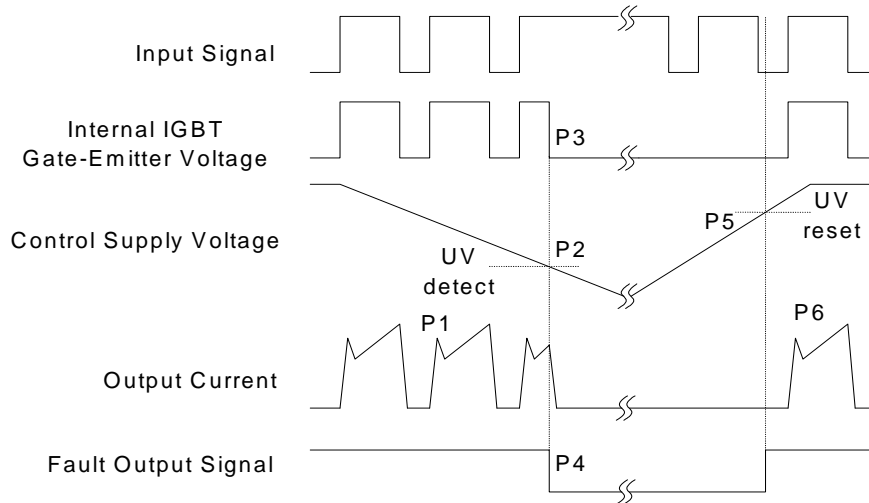 Input Signal
Internal IGBT
Gate-Emitter Voltage
P3
Control Supply Voltage
UV
detect
P2
P5
UV
reset
P1
P6
Output Current
Fault Output Signal
P4